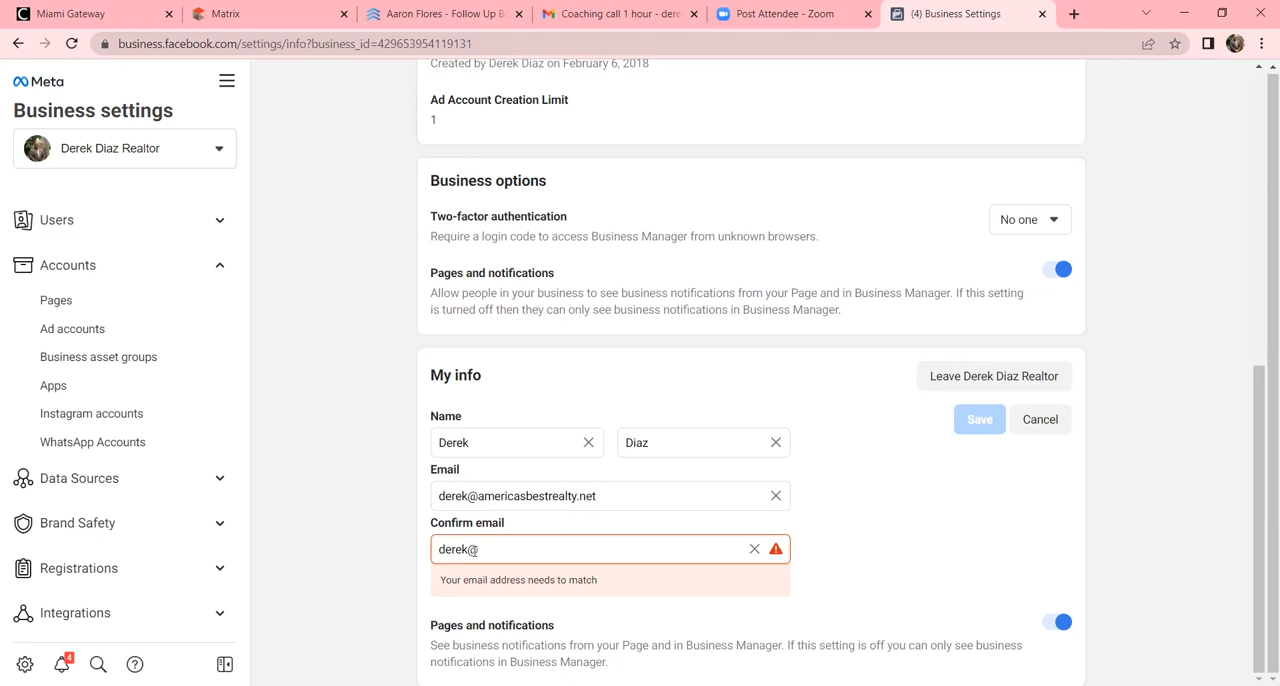 Miami Gateway
Matrix
Aaron Flores - Follow Up B
Coaching call 1 hour - dere
Post Attendee - Zoom
(4) Business Settings
business.facebook.com/settings/info?business_id=429653954119131
Meta
Business settings
Derek Diaz Realtor
Users
Accounts
Pages
Ad accounts
Business asset groups
Apps
Instagram accounts
WhatsApp Accounts
Data Sources
Brand Safety
Registrations
Integrations
4
Created by Derek Diaz on February 6, 2018
Ad Account Creation Limit
1
Business options
Two-factor authentication
Require a login code to access Business Manager from unknown browsers.
No one
Pages and notifications
Allow people in your business to see business notifications from your Page and in Business Manager. If this setting
is turned off then they can only see business notifications in Business Manager.
My info
Leave Derek Diaz Realtor
Name
Save
Cancel
Derek
Diaz
Email
derek@americasbestrealty.net
Confirm email
derek@
Your email address needs to match
Pages and notifications
See business notifications from your Page and in Business Manager. If this setting is off you can only see business
notifications in Business Manager.